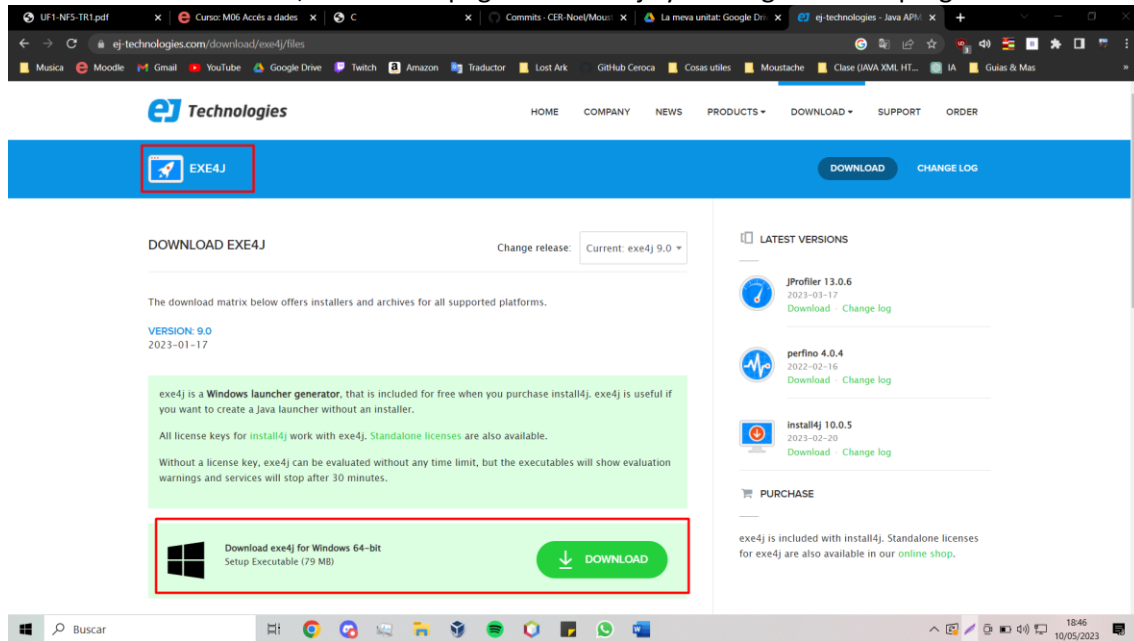 UF1-NF5-TR1.pdf
Curso: M06 Accés a dades
C
Commits · CER-Noel/Mous
La meva unitat: Google Dri
ej-technologies - Java APM
ej-technologies.com/download/exe4j/files
Musica Moodle Gmail YouTube Google Drive Twitch Amazon Traductor Lost Ark GitHub Ceroca Cosas utiles Moustache Clase (JAVA XML HT... IA Guias & Mas
ej Technologies
HOME COMPANY NEWS PRODUCTS DOWNLOAD SUPPORT ORDER
EXE4J
DOWNLOAD CHANGE LOG
DOWNLOAD EXE4J
Change release: Current: exe4j 9.0
The download matrix below offers installers and archives for all supported platforms.
VERSION: 9.0
2023-01-17
exe4j is a Windows launcher generator, that is included for free when you purchase install4j. exe4j is useful if
you want to create a Java launcher without an installer.
All license keys for install4j work with exe4j. Standalone licenses are also available.
Without a license key, exe4j can be evaluated without any time limit, but the executables will show evaluation
warnings and services will stop after 30 minutes.
Download exe4j for Windows 64-bit
Setup Executable (79 MB)
DOWNLOAD
LATEST VERSIONS
JProfiler 13.0.6
2023-03-17
Download · Change log
perfino 4.0.4
2022-02-16
Download · Change log
install4j 10.0.5
2023-02-20
Download · Change log
PURCHASE
exe4j is included with install4j. Standalone licenses
for exe4j are also available in our online shop.
Buscar
18:46
10/05/2023